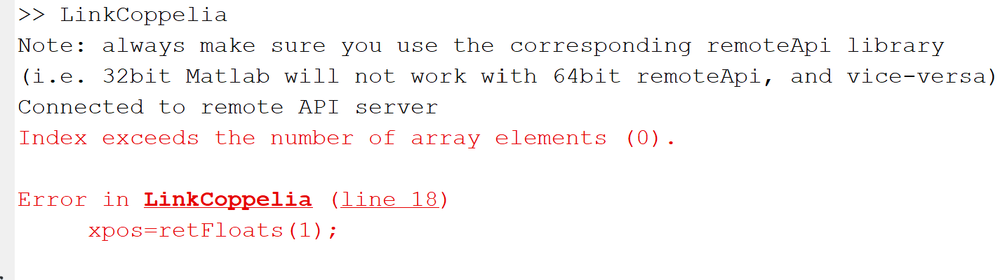 >> LinkCoppelia
Note: always make sure you use the corresponding remoteApi library
(i.e. 32bit Matlab will not work with 64bit remoteApi, and vice-versa)
Connected to remote API server
Index exceeds the number of array elements (0).
Error in LinkCoppelia (line 18)
xpos=retFloats(1);